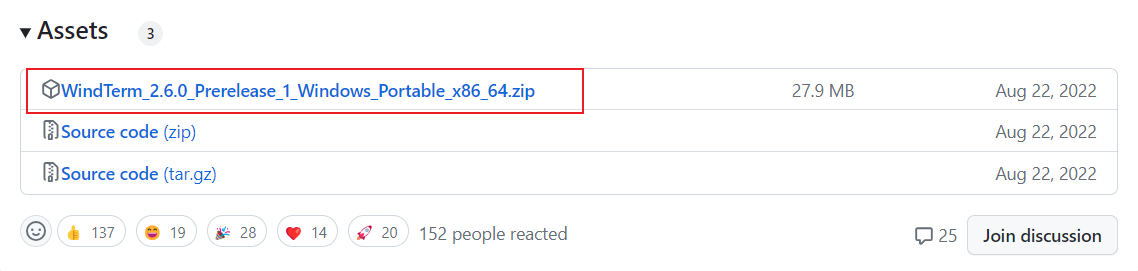 Assets 3
WindTerm_2.6.0_Prerelease_1_Windows_Portable_x86_64.zip 27.9 MB Aug 22, 2022
Source code (zip) Aug 22, 2022
Source code (tar.gz) Aug 22, 2022
137 19 28 14 20 152 people reacted 25 Join discussion